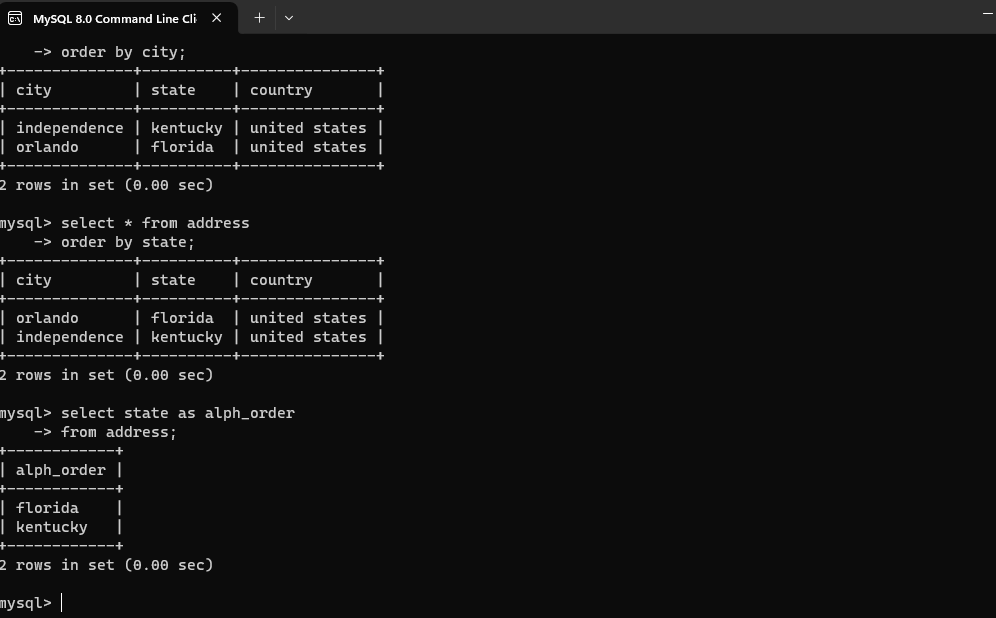 MySQL 8.0 Command Line Cli
    -> order by city;
+--------------+----------+---------------+
| city         | state    | country       |
+--------------+----------+---------------+
| independence | kentucky | united states |
| orlando      | florida  | united states |
+--------------+----------+---------------+
2 rows in set (0.00 sec)
mysql> select * from address
    -> order by state;
+--------------+----------+---------------+
| city         | state    | country       |
+--------------+----------+---------------+
| orlando      | florida  | united states |
| independence | kentucky | united states |
+--------------+----------+---------------+
2 rows in set (0.00 sec)
mysql> select state as alph_order
    -> from address;
+------------+
| alph_order |
+------------+
| florida    |
| kentucky   |
+------------+
2 rows in set (0.00 sec)
mysql>